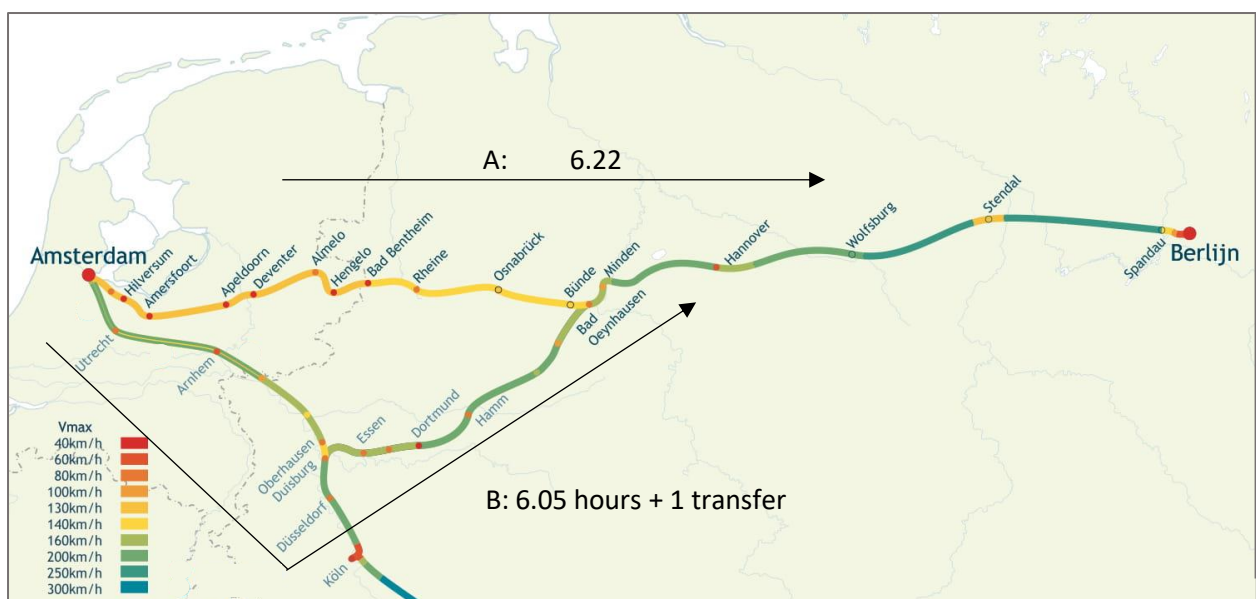 A: 6.22
Amsterdam
Hilversum
Amersfoort
Apeldoorn
Deventer
Almelo
Hengelo
Bad Bentheim
Rheine
Osnabrück
Bünde
Bad
Oeynhausen
Minden
Hannover
Wolfsburg
Stendal
Spandau
Berlijn
Utrecht
Arnhem
Oberhausen
Duisburg
Essen
Dortmund
Hamm
Düsseldorf
Köln
B: 6.05 hours + 1 transfer
Vmax
40km/h
60km/h
80km/h
100km/h
130km/h
140km/h
160km/h
200km/h
250km/h
300km/h